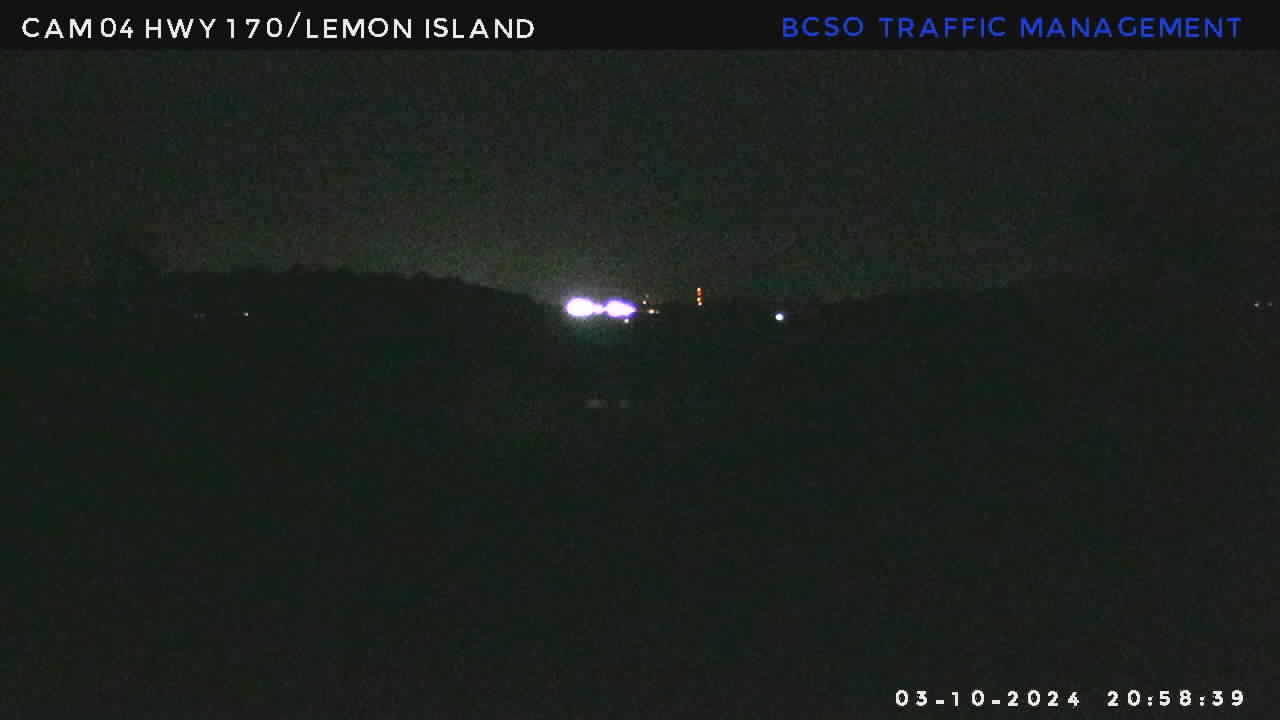 CAM04 HWY 170/LEMON ISLAND
BCSO TRAFFIC MANAGEMENT
03-10-2024 20:58:39